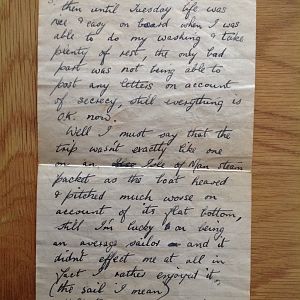 then until Tuesday life was
nice & easy on board when I was
able to do my washing & take
plenty of rest, the only bad
part was not being able to
post any letters on account
of secrecy, still everything is
O.K. now.
Well I must say that the
trip wasn't exactly like one
on an Isle of Man steam
packet as the boat heaved
& pitched much worse on
account of its flat bottom,
still I'm lucky on being
an average sailor and it
didn't effect me at all in
fact I rather enjoyed it,
(the sail I mean)